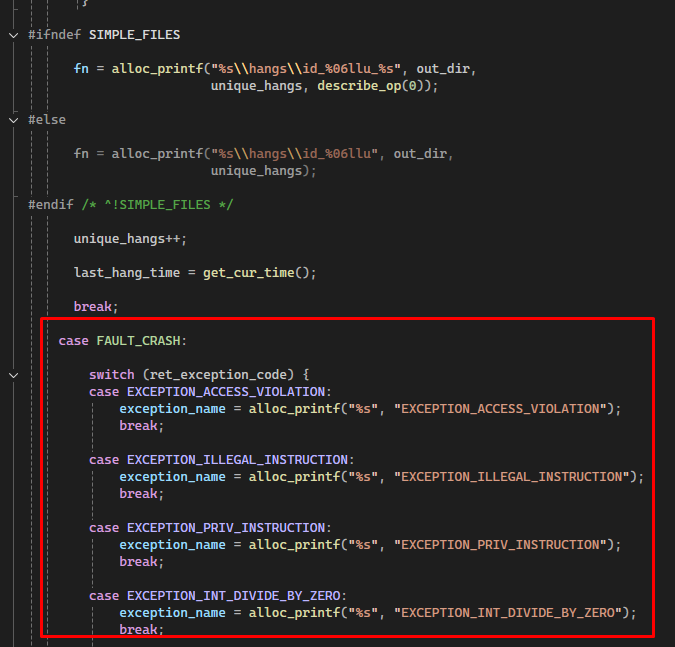 }
#ifndef SIMPLE_FILES
fn = alloc_printf("%s\\hangs\\id_%06llu_%s", out_dir,
unique_hangs, describe_op(0));
#else
fn = alloc_printf("%s\\hangs\\id_%06llu", out_dir,
unique_hangs);
#endif /* ^!SIMPLE_FILES */
unique_hangs++;
last_hang_time = get_cur_time();
break;
case FAULT_CRASH:
switch (ret_exception_code) {
case EXCEPTION_ACCESS_VIOLATION:
exception_name = alloc_printf("%s", "EXCEPTION_ACCESS_VIOLATION");
break;
case EXCEPTION_ILLEGAL_INSTRUCTION:
exception_name = alloc_printf("%s", "EXCEPTION_ILLEGAL_INSTRUCTION");
break;
case EXCEPTION_PRIV_INSTRUCTION:
exception_name = alloc_printf("%s", "EXCEPTION_PRIV_INSTRUCTION");
break;
case EXCEPTION_INT_DIVIDE_BY_ZERO:
exception_name = alloc_printf("%s", "EXCEPTION_INT_DIVIDE_BY_ZERO");
break;